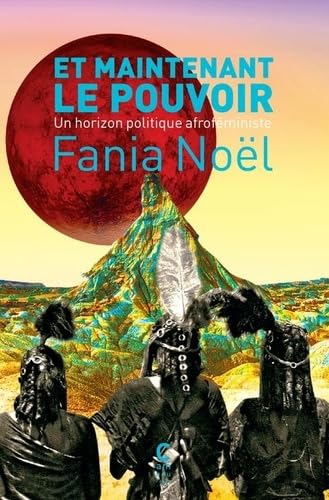 ET MAINTENANT
LE POUVOIR
Un horizon politique afroféministe
Fania Noël